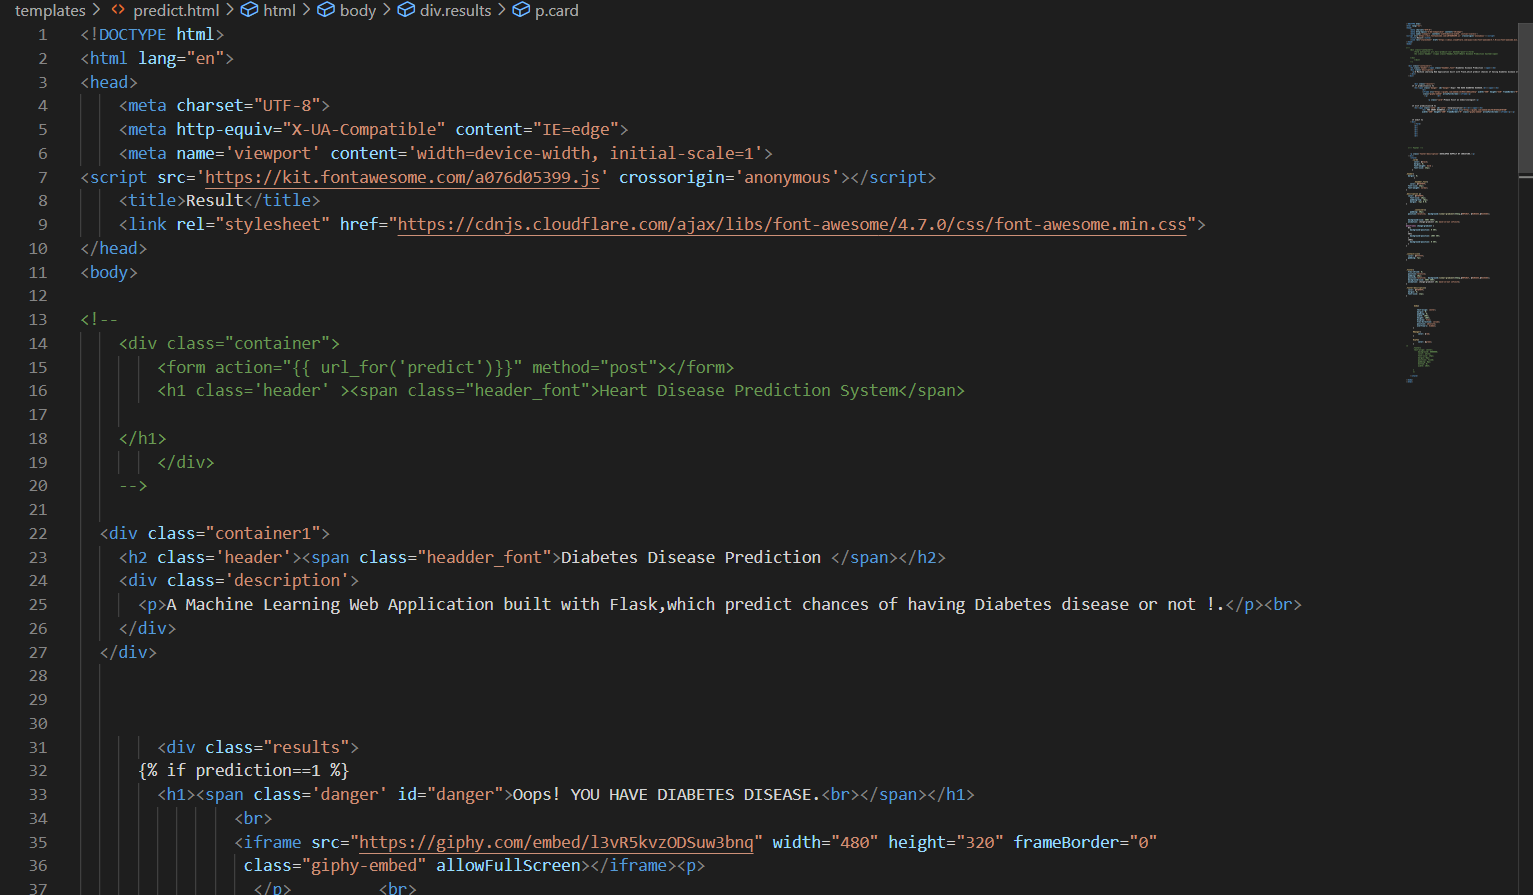 templates > predict.html > html > body > div.results > p.card
1 <!DOCTYPE html>
2 <html lang="en">
3 <head>
4 <meta charset="UTF-8">
5 <meta http-equiv="X-UA-Compatible" content="IE=edge">
6 <meta name='viewport' content='width=device-width, initial-scale=1'>
7 <script src='https://kit.fontawesome.com/a076d05399.js' crossorigin='anonymous'></script>
8 <title>Result</title>
9 <link rel="stylesheet" href="https://cdnjs.cloudflare.com/ajax/libs/font-awesome/4.7.0/css/font-awesome.min.css">
10 </head>
11 <body>
12
13 <!--
14 <div class="container">
15 <form action="{{ url_for('predict')}}" method="post"></form>
16 <h1 class='header' ><span class="header_font">Heart Disease Prediction System</span>
17
18 </h1>
19 </div>
20 -->
21
22 <div class="container1">
23 <h2 class='header'><span class="headder_font">Diabetes Disease Prediction </span></h2>
24 <div class='description'>
25 <p>A Machine Learning Web Application built with Flask,which predict chances of having Diabetes disease or not !.</p><br>
26 </div>
27 </div>
28
29
30
31 <div class="results">
32 {% if prediction==1 %}
33 <h1><span class='danger' id="danger">Oops! YOU HAVE DIABETES DISEASE.<br></span></h1>
34 <br>
35 <iframe src="https://giphy.com/embed/l3vR5kvzODSuw3bnq" width="480" height="320" frameBorder="0"
36 class="giphy-embed" allowFullScreen></iframe><p>
37 </p> <br>